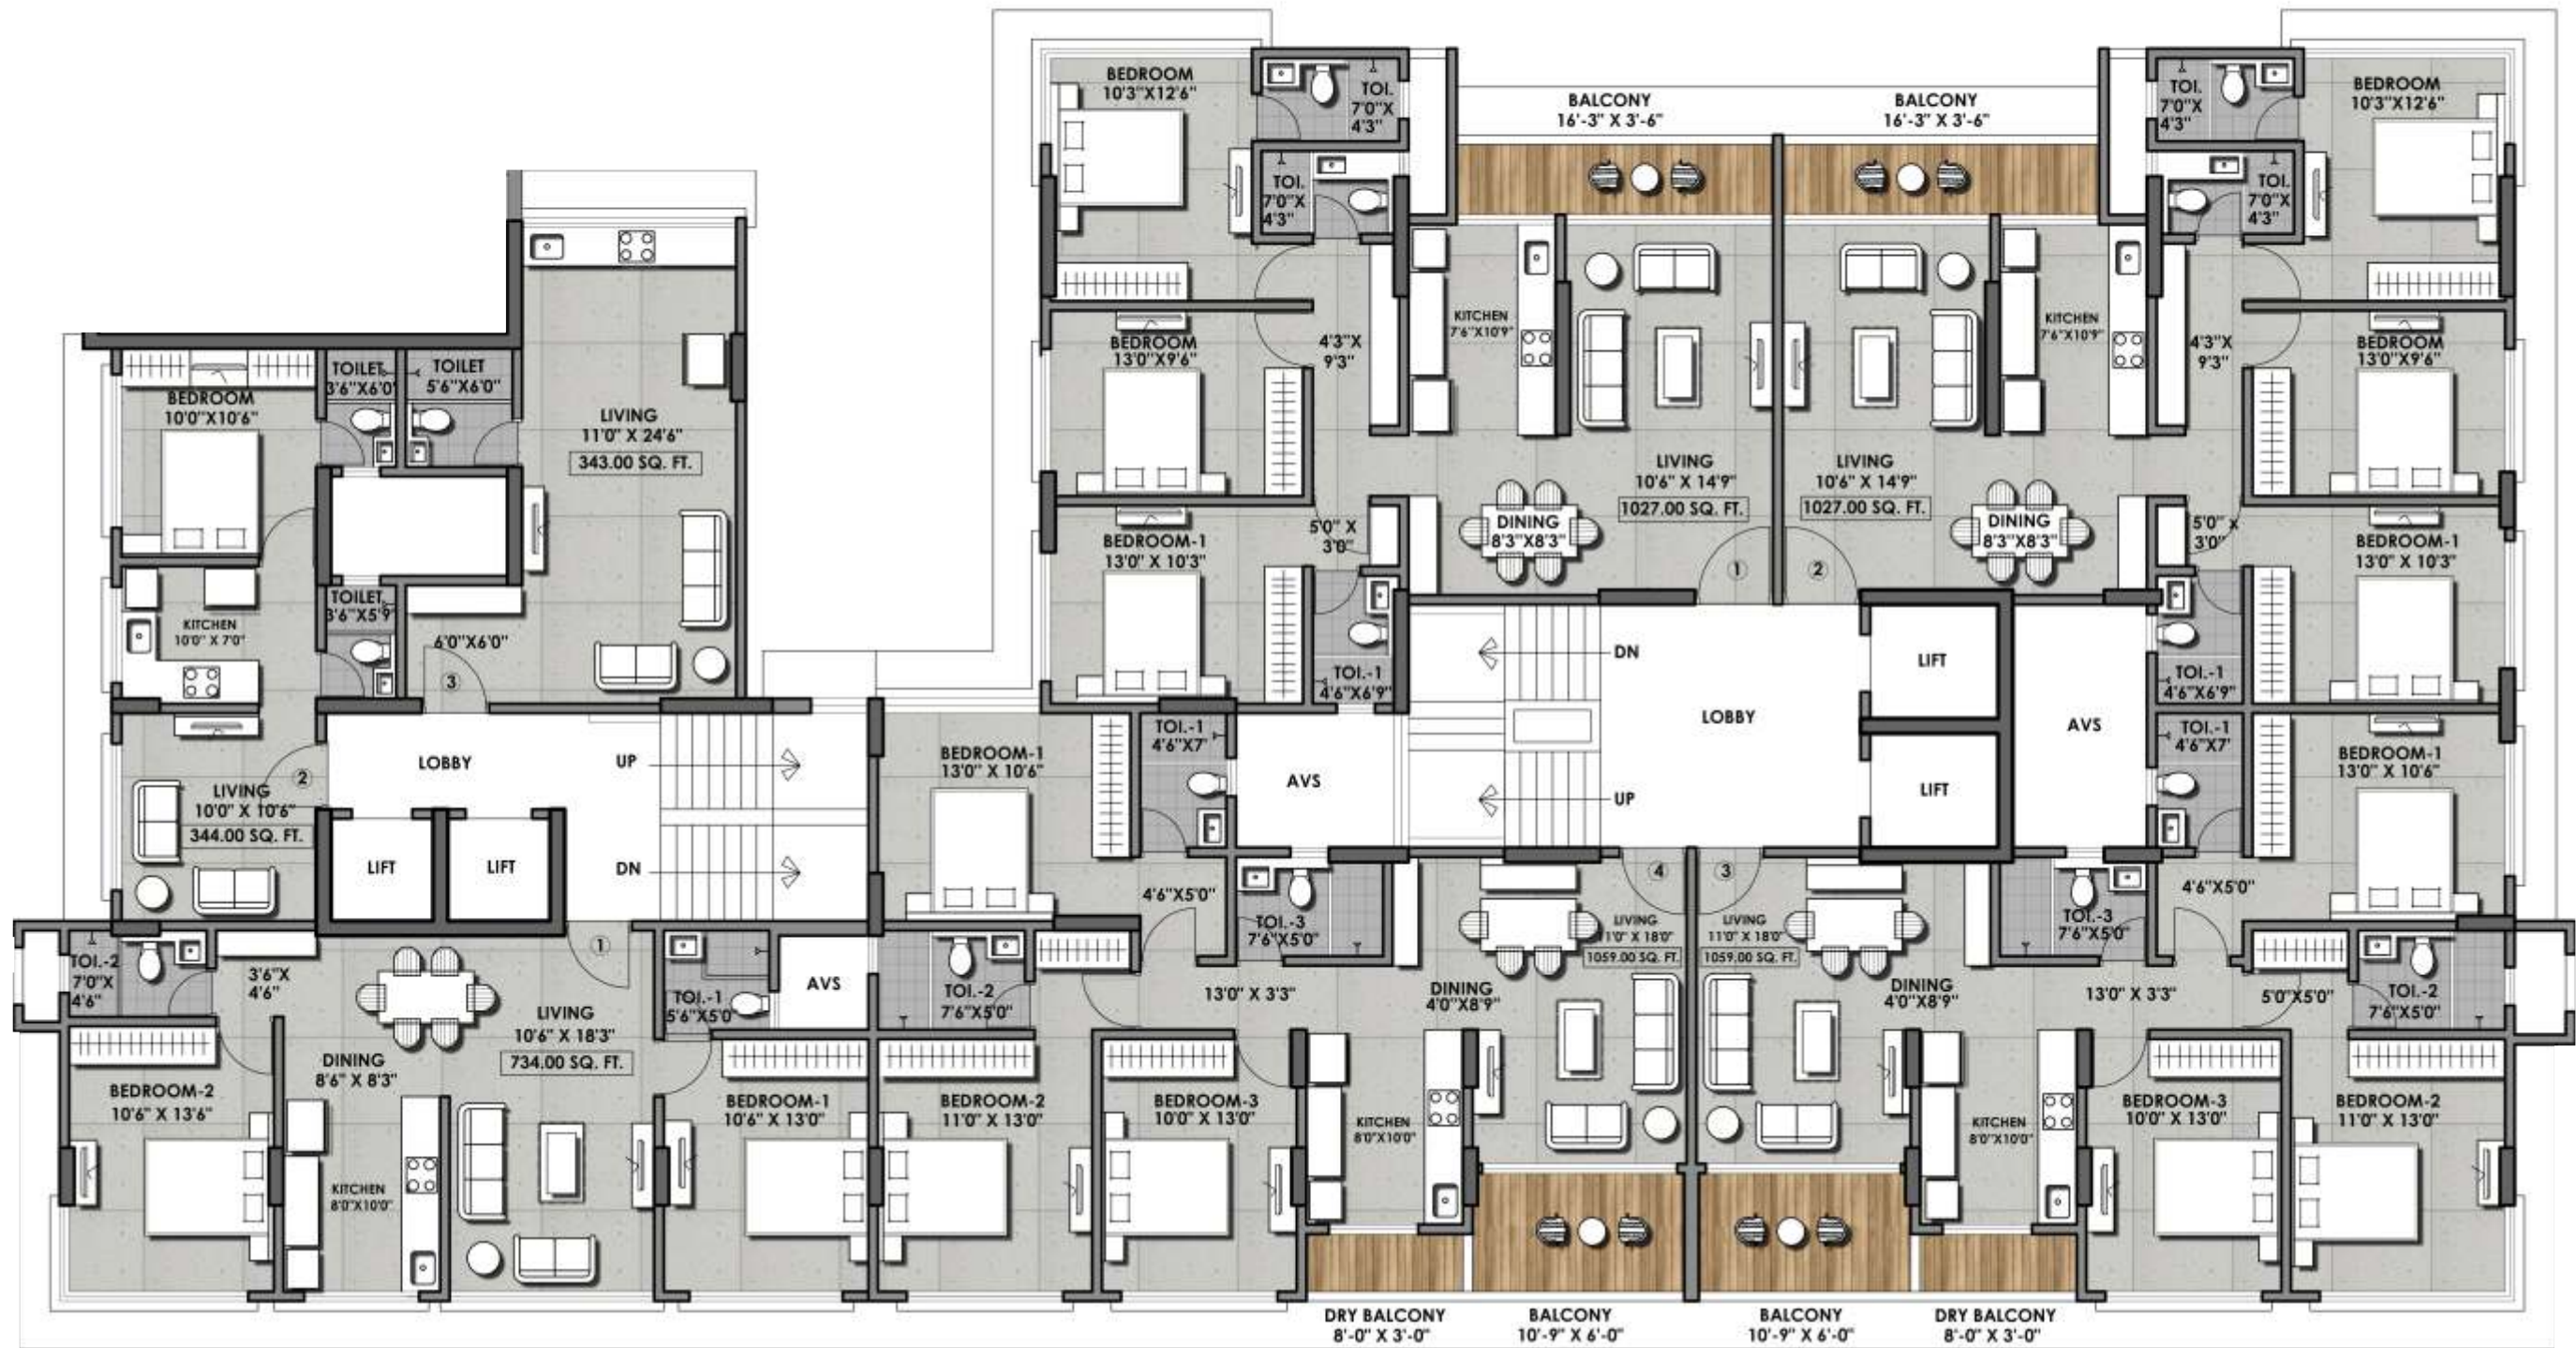 BEDROOM
10'3"X12'6"
TOI.
7'0"X
4'3"
TOI.
7'0"X
4'3"
BALCONY
16'-3" X 3'-6"
BALCONY
16'-3" X 3'-6"
TOI.
7'0"X
4'3"
TOI.
7'0"X
4'3"
BEDROOM
10'3"X12'6"
KITCHEN
7'6"X10'9"
KITCHEN
7'6"X10'9"
BEDROOM
13'0"X9'6"
4'3"X
9'3"
4'3"X
9'3"
BEDROOM
13'0"X9'6"
TOILET
3'6"X6'0"
TOILET
5'6"X6'0"
BEDROOM
10'0"X10'6"
LIVING
11'0" X 24'6"
343.00 SQ. FT.
LIVING
10'6" X 14'9"
1027.00 SQ. FT.
LIVING
10'6" X 14'9"
1027.00 SQ. FT.
DINING
8'3"X8'3"
DINING
8'3"X8'3"
BEDROOM-1
13'0" X 10'3"
5'0" X
3'0"
5'0" X
3'0"
BEDROOM-1
13'0" X 10'3"
1
2
TOILET
3'6"X5'9"
KITCHEN
10'0" X 7'0"
6'0"X6'0"
3
TOI.-1
4'6"X6'9"
DN
LIFT
TOI.-1
4'6"X6'9"
LOBBY
AVS
TOI.-1
4'6"X7'
TOI.-1
4'6"X7'
BEDROOM-1
13'0" X 10'6"
BEDROOM-1
13'0" X 10'6"
LOBBY
UP
AVS
UP
LIFT
2
LIVING
10'0" X 10'6"
344.00 SQ. FT.
LIFT
LIFT
DN
4'6"X5'0"
4
3
4'6"X5'0"
TOI.-3
7'6"X5'0"
LIVING
11'0" X 18'0"
1059.00 SQ. FT.
LIVING
11'0" X 18'0"
1059.00 SQ. FT.
TOI.-3
7'6"X5'0"
1
TOI.-2
7'0"X
4'6"
3'6"X
4'6"
TOI.-1
5'6"X5'0"
AVS
TOI.-2
7'6"X5'0"
13'0" X 3'3"
DINING
4'0"X8'9"
DINING
4'0"X8'9"
13'0" X 3'3"
5'0"X5'0"
TOI.-2
7'6"X5'0"
LIVING
10'6" X 18'3"
734.00 SQ. FT.
DINING
8'6" X 8'3"
BEDROOM-2
10'6" X 13'6"
BEDROOM-1
10'6" X 13'0"
BEDROOM-2
11'0" X 13'0"
BEDROOM-3
10'0" X 13'0"
KITCHEN
8'0"X10'0"
KITCHEN
8'0"X10'0"
BEDROOM-3
10'0" X 13'0"
BEDROOM-2
11'0" X 13'0"
KITCHEN
8'0"X10'0"
DRY BALCONY
8'-0" X 3'-0"
BALCONY
10'-9" X 6'-0"
BALCONY
10'-9" X 6'-0"
DRY BALCONY
8'-0" X 3'-0"